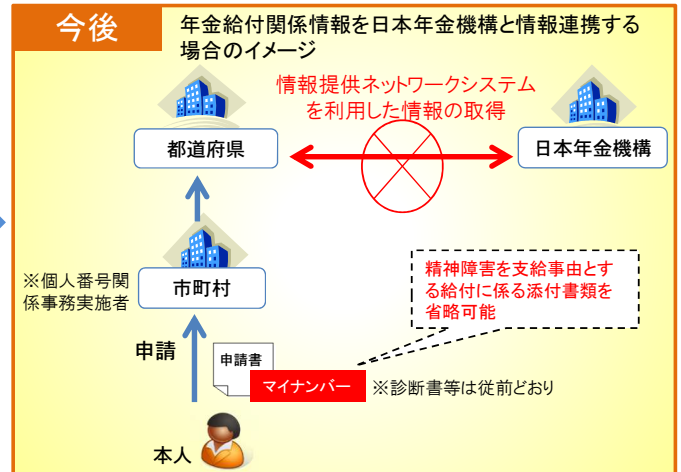 今後
年金給付関係情報を日本年金機構と情報連携する
場合のイメージ
情報提供ネットワークシステム
を利用した情報の取得
都道府県
日本年金機構
※個人番号関
係事務実施者
市町村
精神障害を支給事由とす
る給付に係る添付書類を
省略可能
申請
申請書
マイナンバー
※診断書等は従前どおり
本人